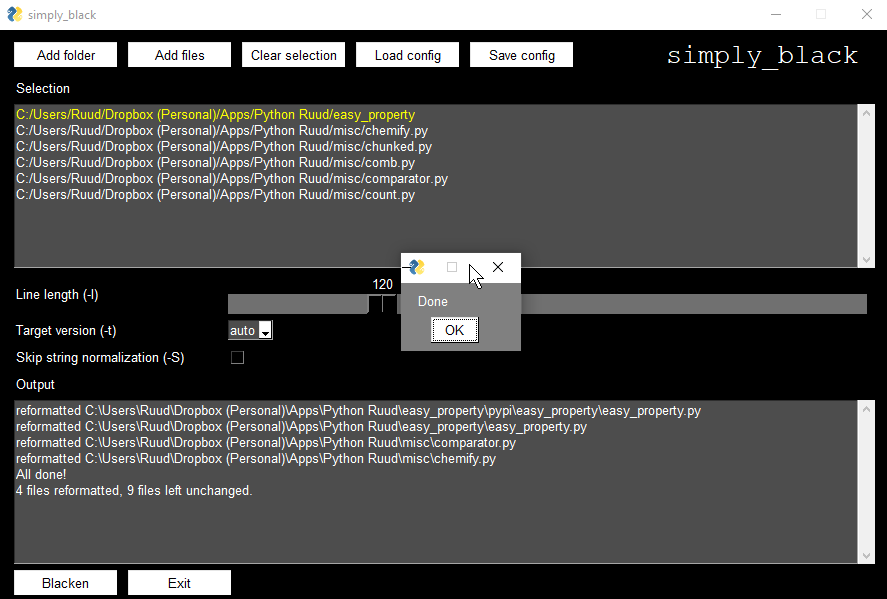 simply_black
Add folder Add files Clear selection Load config Save config simply_black
Selection
C:/Users/Ruud/Dropbox (Personal)/Apps/Python Ruud/easy_property
C:/Users/Ruud/Dropbox (Personal)/Apps/Python Ruud/misc/chemify.py
C:/Users/Ruud/Dropbox (Personal)/Apps/Python Ruud/misc/chunked.py
C:/Users/Ruud/Dropbox (Personal)/Apps/Python Ruud/misc/comb.py
C:/Users/Ruud/Dropbox (Personal)/Apps/Python Ruud/misc/comparator.py
C:/Users/Ruud/Dropbox (Personal)/Apps/Python Ruud/misc/count.py
Line length (-l) 120
Done
OK
Target version (-t) auto
Skip string normalization (-S)
Output
reformatted C:\Users\Ruud\Dropbox (Personal)\Apps\Python Ruud\easy_property\pypi\easy_property\easy_property.py
reformatted C:\Users\Ruud\Dropbox (Personal)\Apps\Python Ruud\easy_property\easy_property.py
reformatted C:\Users\Ruud\Dropbox (Personal)\Apps\Python Ruud\misc\comparator.py
reformatted C:\Users\Ruud\Dropbox (Personal)\Apps\Python Ruud\misc\chemify.py
All done!
4 files reformatted, 9 files left unchanged.
Blacken Exit